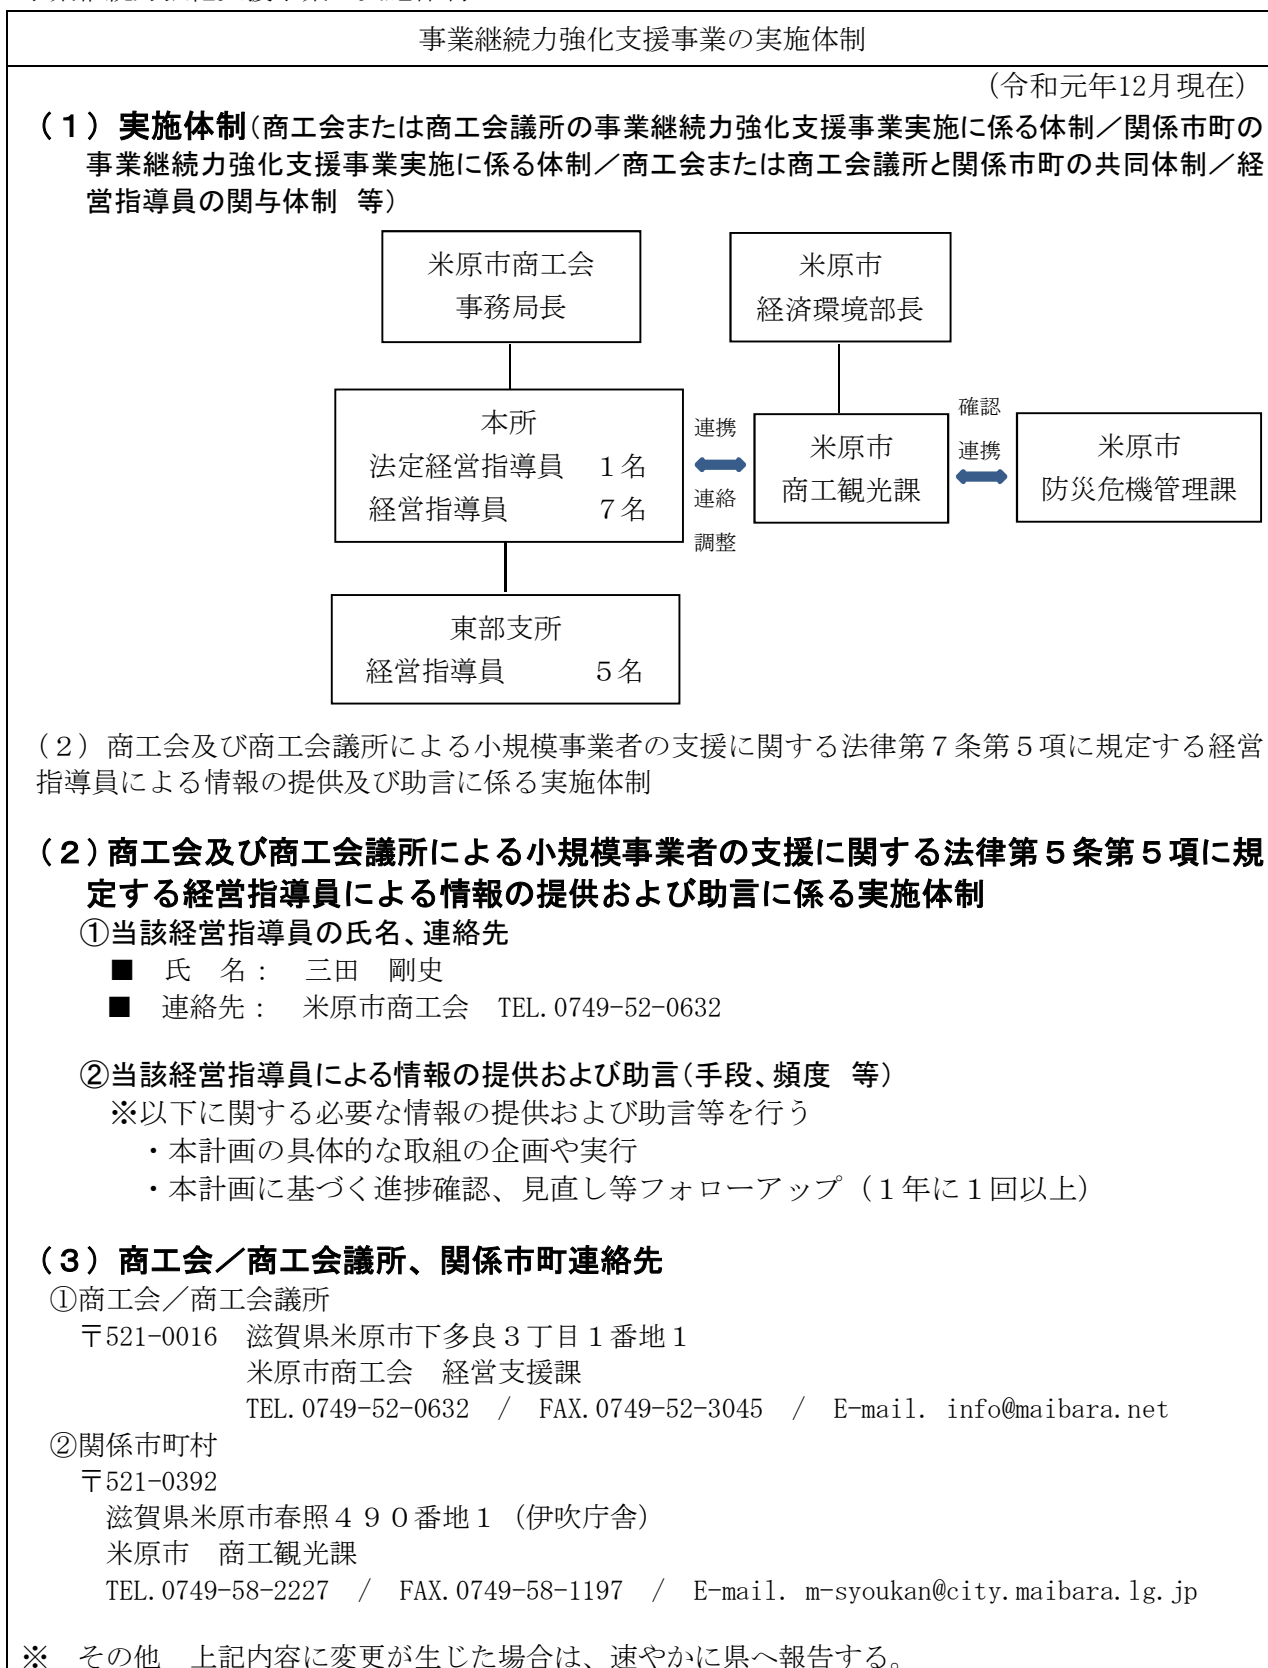 事業継続力強化支援事業の実施体制
（令和元年12月現在）
（１）実施体制（商工会または商工会議所の事業継続力強化支援事業実施に係る体制／関係市町の
事業継続力強化支援事業実施に係る体制／商工会または商工会議所と関係市町の共同体制／経
営指導員の関与体制　等）
米原市商工会
事務局長
米原市
経済環境部長
本所
法定経営指導員　１名
経営指導員　　　７名
連携
連絡
調整
米原市
商工観光課
確認
連携
米原市
防災危機管理課
東部支所
経営指導員　　　５名
（２）商工会及び商工会議所による小規模事業者の支援に関する法律第７条第５項に規定する経営
指導員による情報の提供及び助言に係る実施体制
（２）商工会及び商工会議所による小規模事業者の支援に関する法律第５条第５項に規
定する経営指導員による情報の提供および助言に係る実施体制
①当該経営指導員の氏名、連絡先
■　氏　名：　三田　剛史
■　連絡先：　米原市商工会　TEL.0749-52-0632
②当該経営指導員による情報の提供および助言（手段、頻度　等）
※以下に関する必要な情報の提供および助言等を行う
・本計画の具体的な取組の企画や実行
・本計画に基づく進捗確認、見直し等フォローアップ（１年に１回以上）
（３）商工会／商工会議所、関係市町連絡先
①商工会／商工会議所
〒521-0016　滋賀県米原市下多良３丁目１番地１
米原市商工会　経営支援課
TEL.0749-52-0632　/　FAX.0749-52-3045　/　E-mail. info@maibara.net
②関係市町村
〒521-0392
滋賀県米原市春照４９０番地１（伊吹庁舎）
米原市　商工観光課
TEL.0749-58-2227　/　FAX.0749-58-1197　/　E-mail. m-syoukan@city.maibara.lg.jp
※　その他　上記内容に変更が生じた場合は、速やかに県へ報告する。